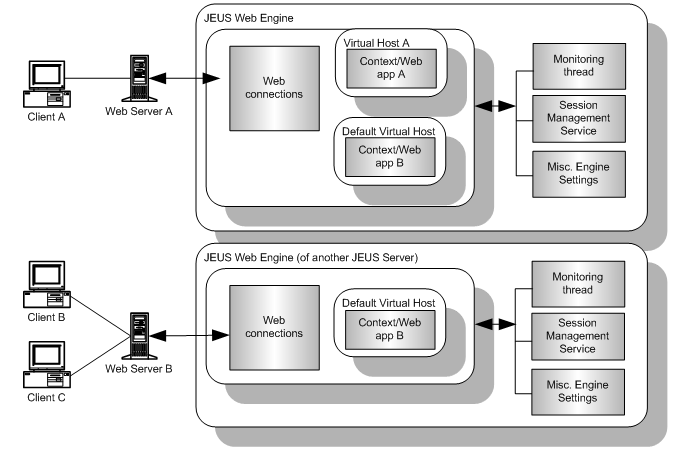 JEUS Web Engine
Virtual Host A
Context/Web
app A
Web
connections
Monitoring
thread
Client A
Web Server A
Session
Management
Service
Default Virtual Host
Context/Web
app B
Misc. Engine
Settings
JEUS Web Engine (of another JEUS Server)
Client B
Web
connections
Default Virtual Host
Context/Web
app B
Monitoring
thread
Session
Management
Service
Web Server B
Client C
Misc. Engine
Settings